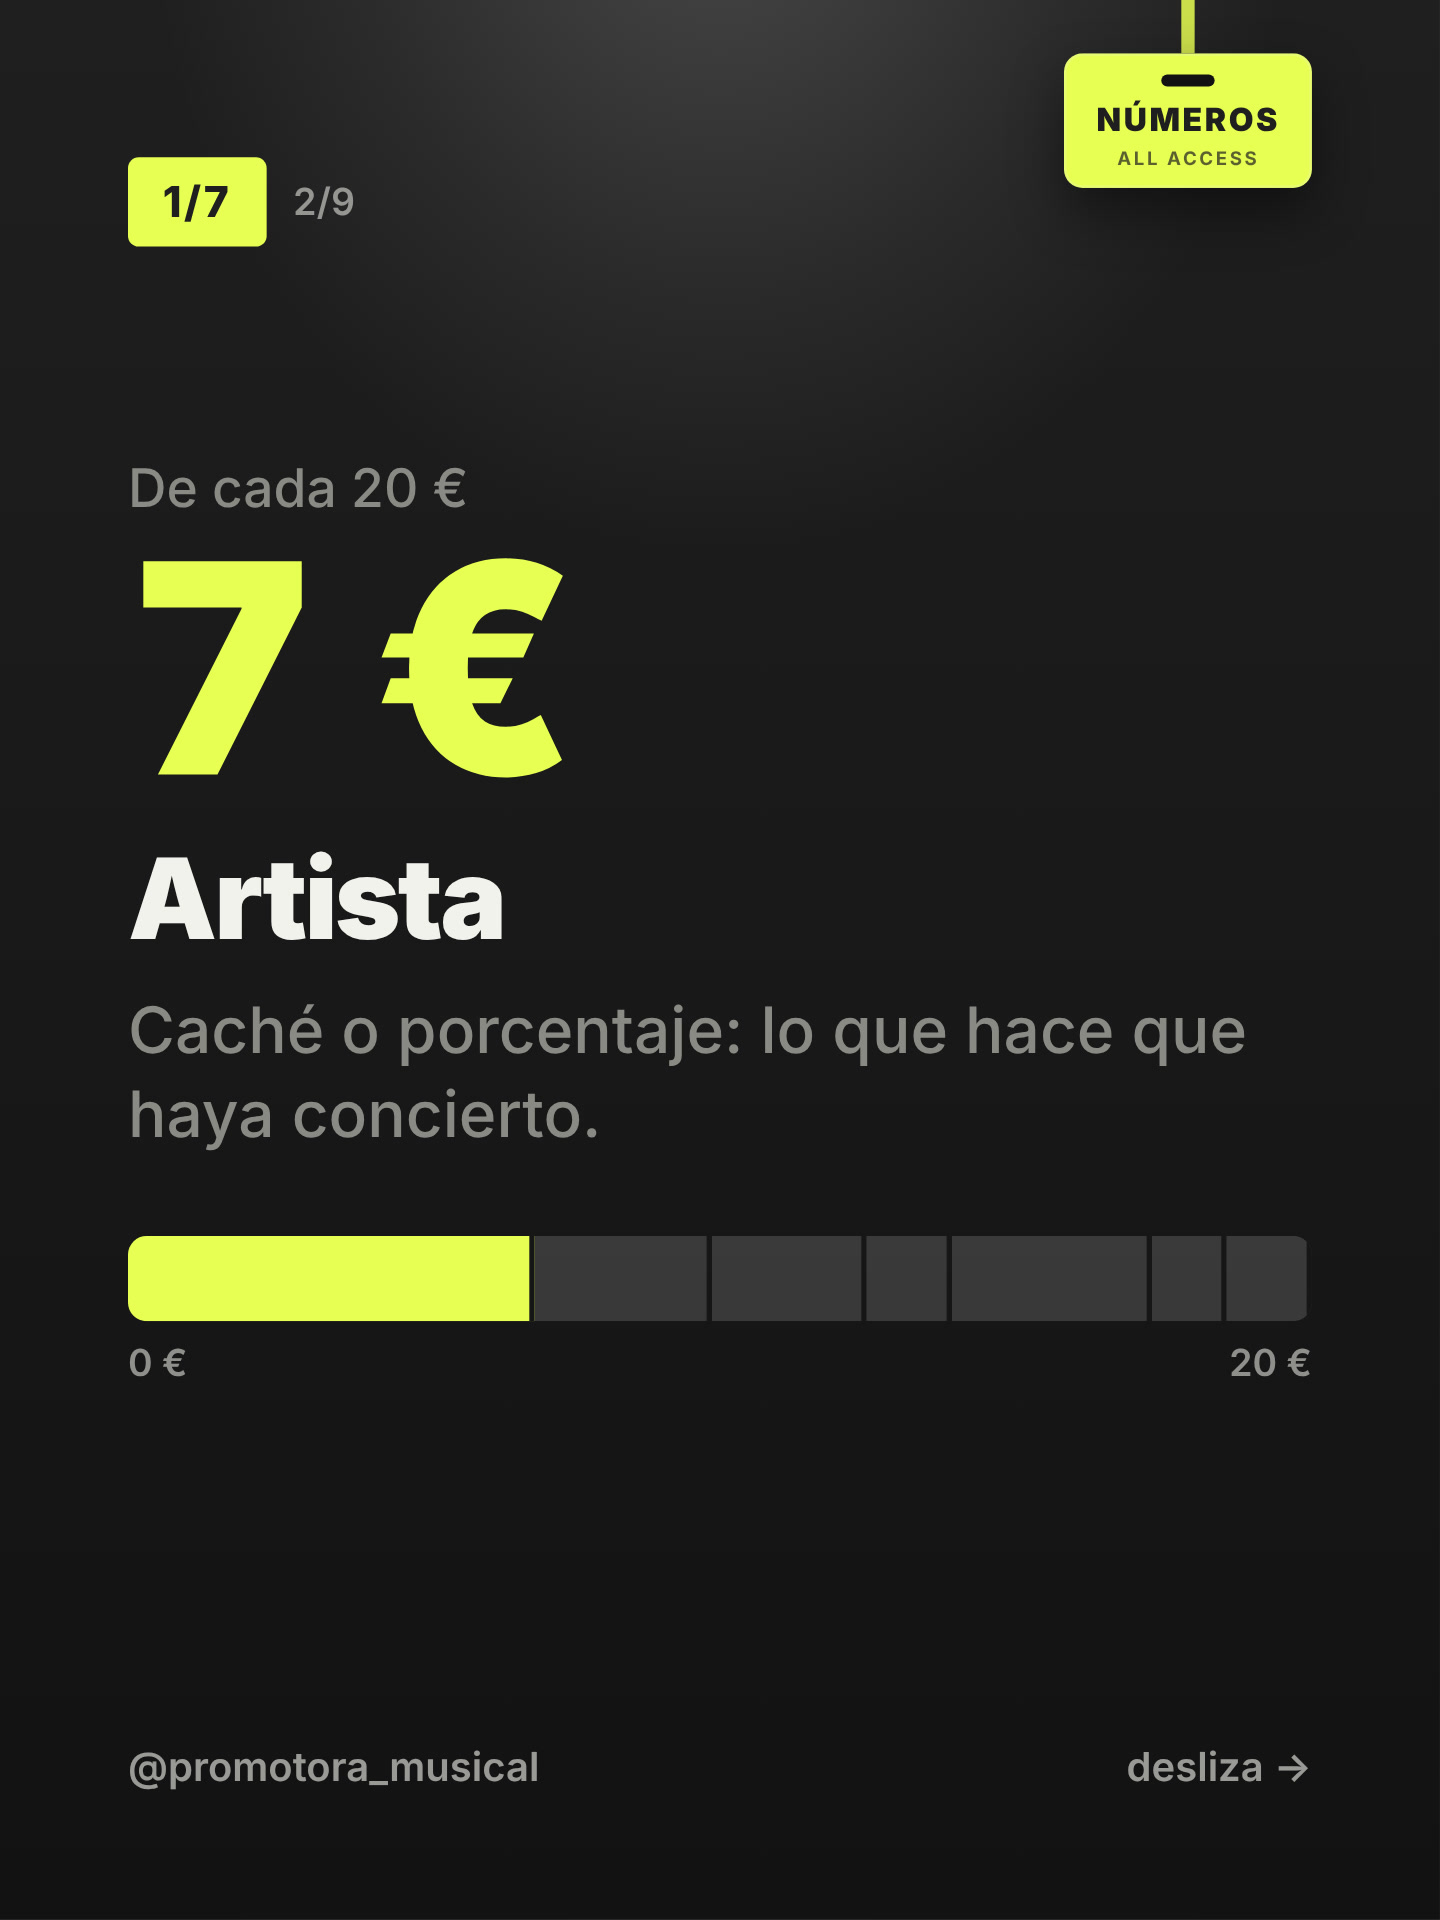 NÚMEROS
ALL ACCESS
1/7 2/9
De cada 20 €
7 €
Artista
Caché o porcentaje: lo que hace que
haya concierto.
0 € 20 €
@promotora_musical desliza →